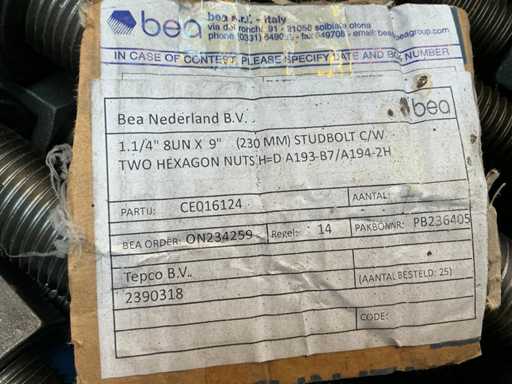 bea
bea s.r.l. - italy
IN CASE OF CONTEST, PLEASE SPECIFY DATE AND BOX NUMBER
Bea Nederland B.V.
bea
1.1/4" 8UN X 9" (230 MM) STUDBOLT C/W
TWO HEXAGON NUTS H=D A193-B7/A194-2H
PARTIJ: CE016124 AANTAL:
BEA ORDER: ON234259 Regel: 14 PAKBONNR: PB236405
Tepco B.V.
2390318 (AANTAL BESTELD: 25)
CODE: